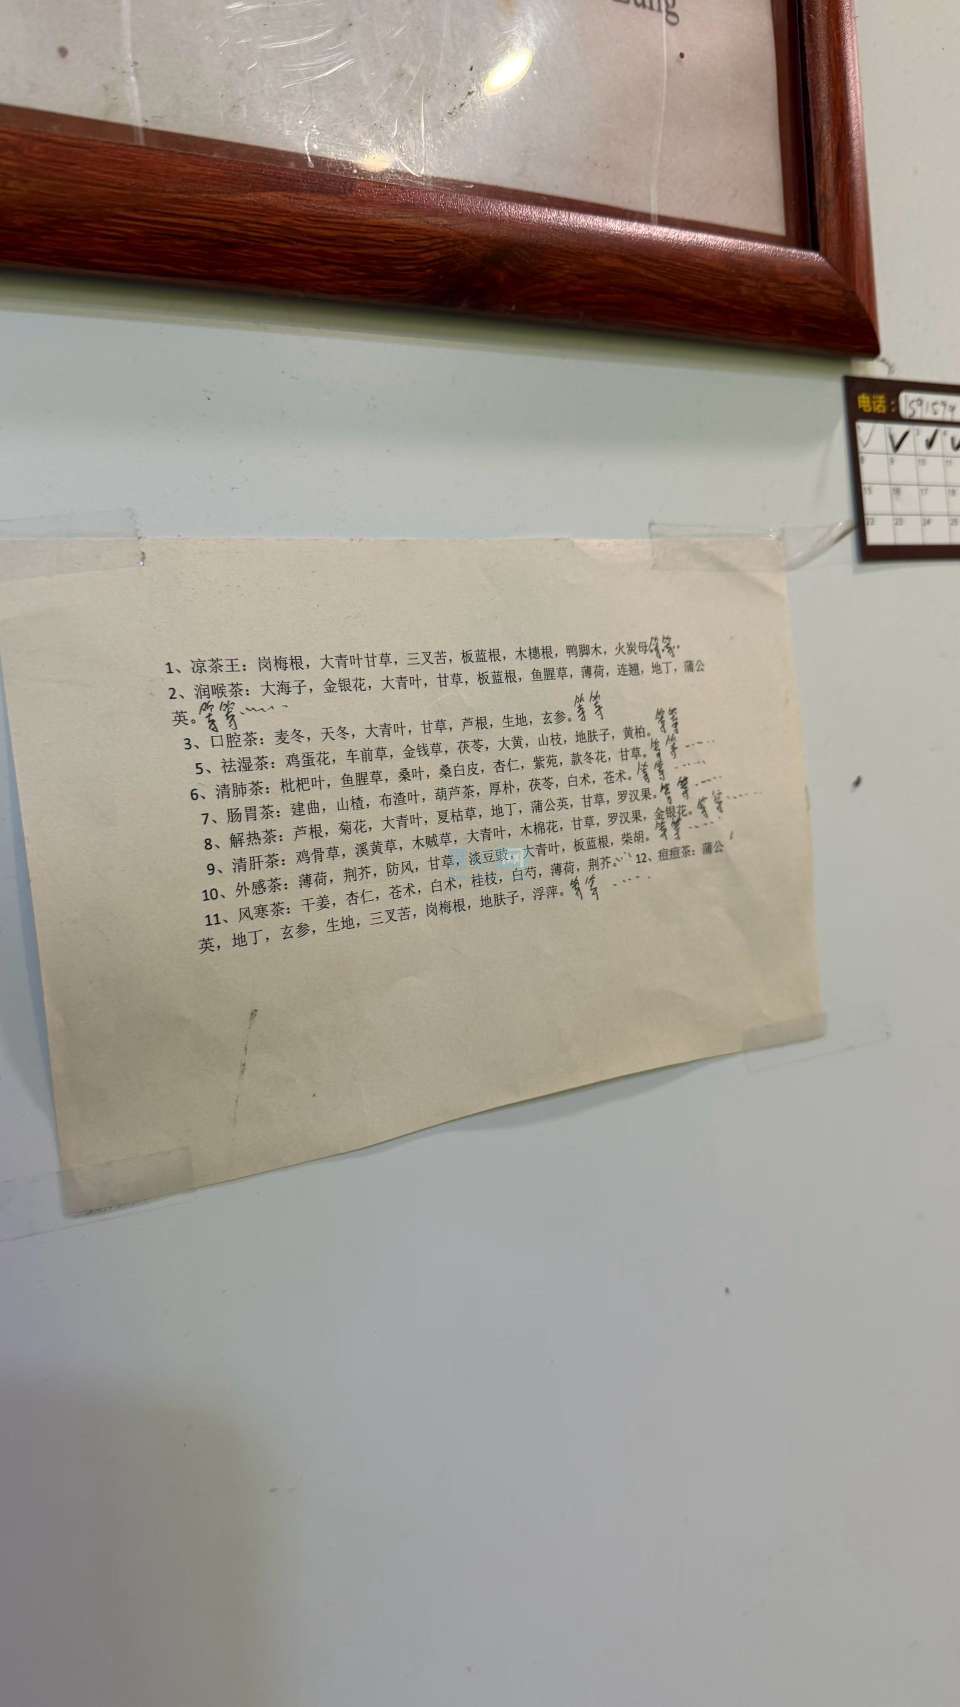 ung
电话：
1、凉茶王：岗梅根，大青叶甘草，三叉苦，板蓝根，木槵根，鸭脚木，火炭母等等。
2、润喉茶：大海子，金银花，大青叶，甘草，板蓝根，鱼腥草，薄荷，连翘，地丁，蒲公
英。等等……
3、口腔茶：麦冬，天冬，大青叶，甘草，芦根，生地，玄参。等等
5、祛湿茶：鸡蛋花，车前草，金钱草，茯苓，大黄，山枝，地肤子，黄柏。等等
6、清肺茶：枇杷叶，鱼腥草，桑叶，桑白皮，杏仁，紫苑，款冬花，甘草。等等……
7、肠胃茶：建曲，山楂，布渣叶，葫芦茶，厚朴，茯苓，白术，苍术。等等……
8、解热茶：芦根，菊花，大青叶，夏枯草，地丁，蒲公英，甘草，罗汉果。等等……
9、清肝茶：鸡骨草，溪黄草，木贼草，大青叶，木棉花，甘草，罗汉果，金银花。等等……
10、外感茶：薄荷，荆芥，防风，甘草，淡豆豉，大青叶，板蓝根，柴胡。等等……
11、风寒茶：干姜，杏仁，苍术，白术，桂枝，白芍，薄荷，荆芥。…12、痘痘茶：蒲公
英，地丁，玄参，生地，三叉苦，岗梅根，地肤子，浮萍。等等……